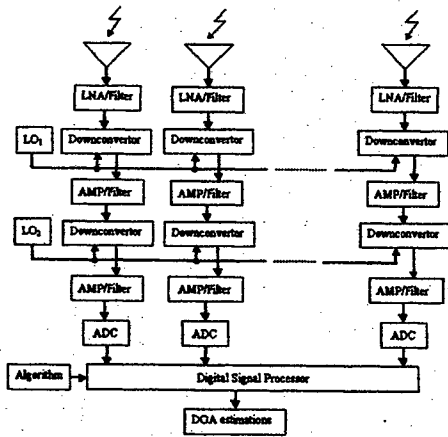 LNA/Filter LNA/Filter LNA/Filter
LO1 Downconvertor Downconvertor Downconvertor
AMP/Filter AMP/Filter AMP/Filter
LO2 Downconvertor Downconvertor Downconvertor
AMP/Filter AMP/Filter AMP/Filter
ADC ADC ADC
Algorithm Digital Signal Processor
DOA estimations